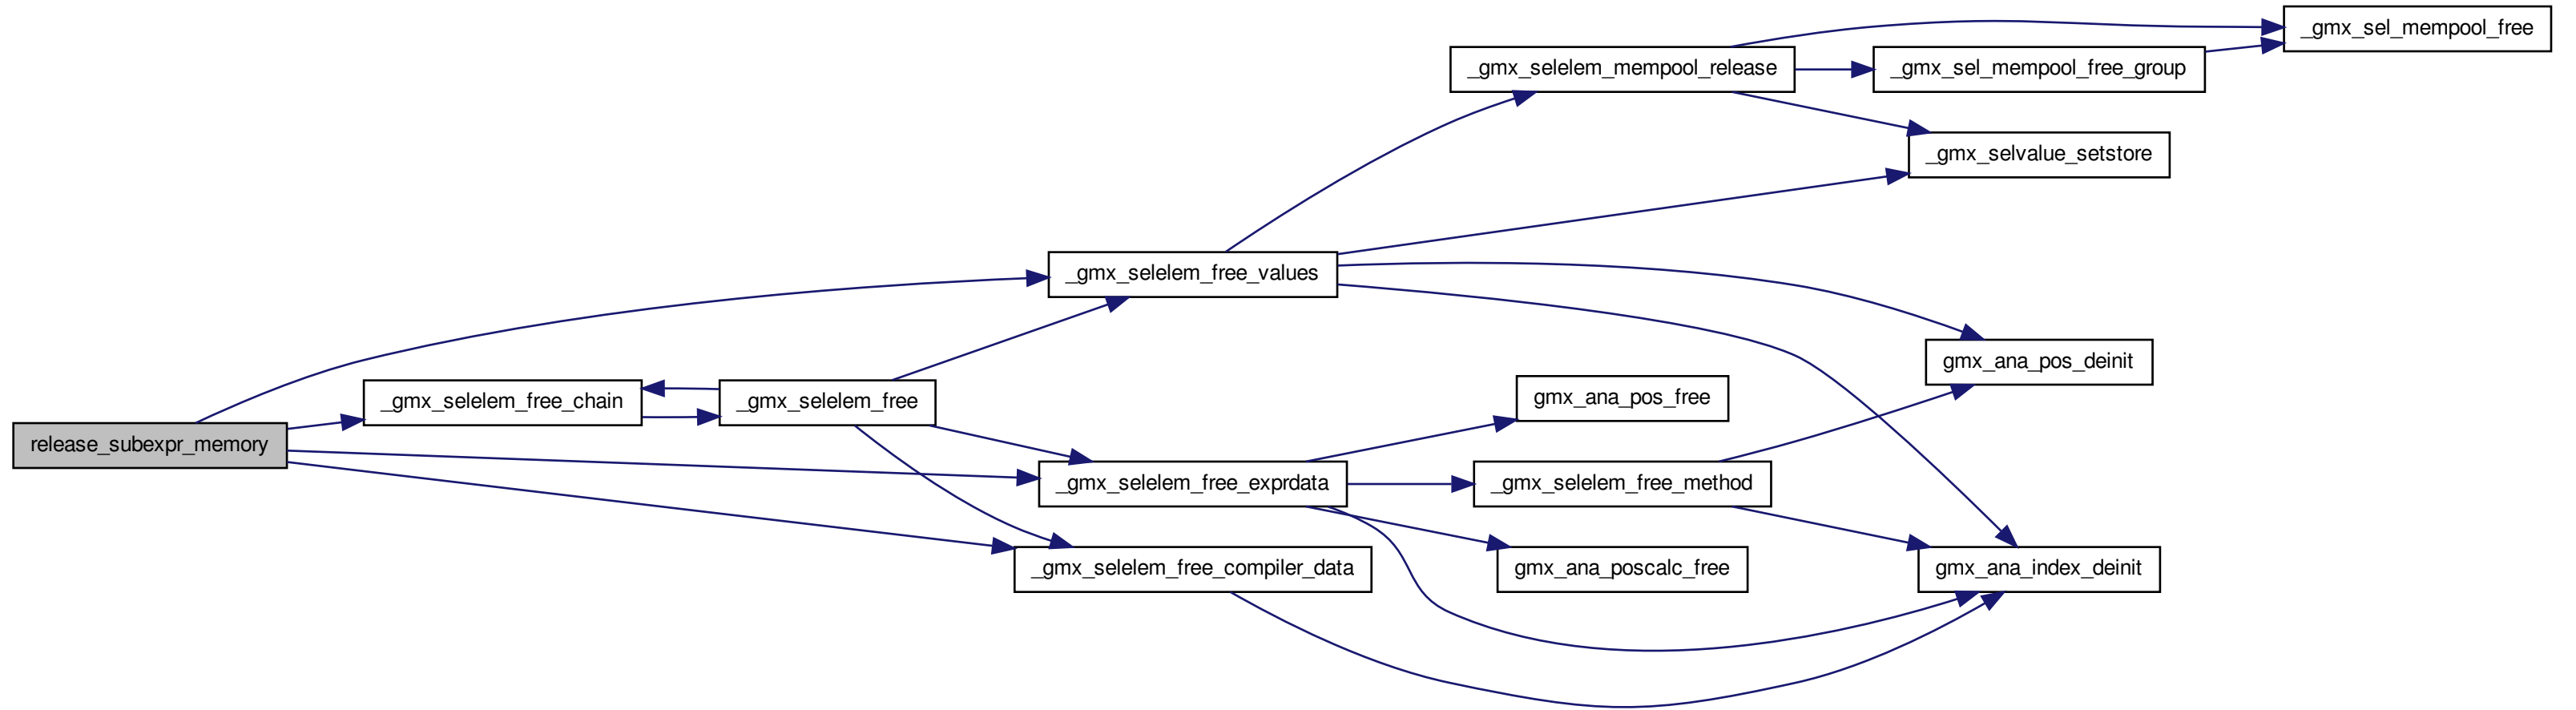 _gmx_sel_mempool_free
_gmx_selelem_mempool_release
_gmx_sel_mempool_free_group
_gmx_selvalue_setstore
_gmx_selelem_free_values
gmx_ana_pos_deinit
_gmx_selelem_free_chain
_gmx_selelem_free
gmx_ana_pos_free
release_subexpr_memory
_gmx_selelem_free_exprdata
_gmx_selelem_free_method
_gmx_selelem_free_compiler_data
gmx_ana_poscalc_free
gmx_ana_index_deinit